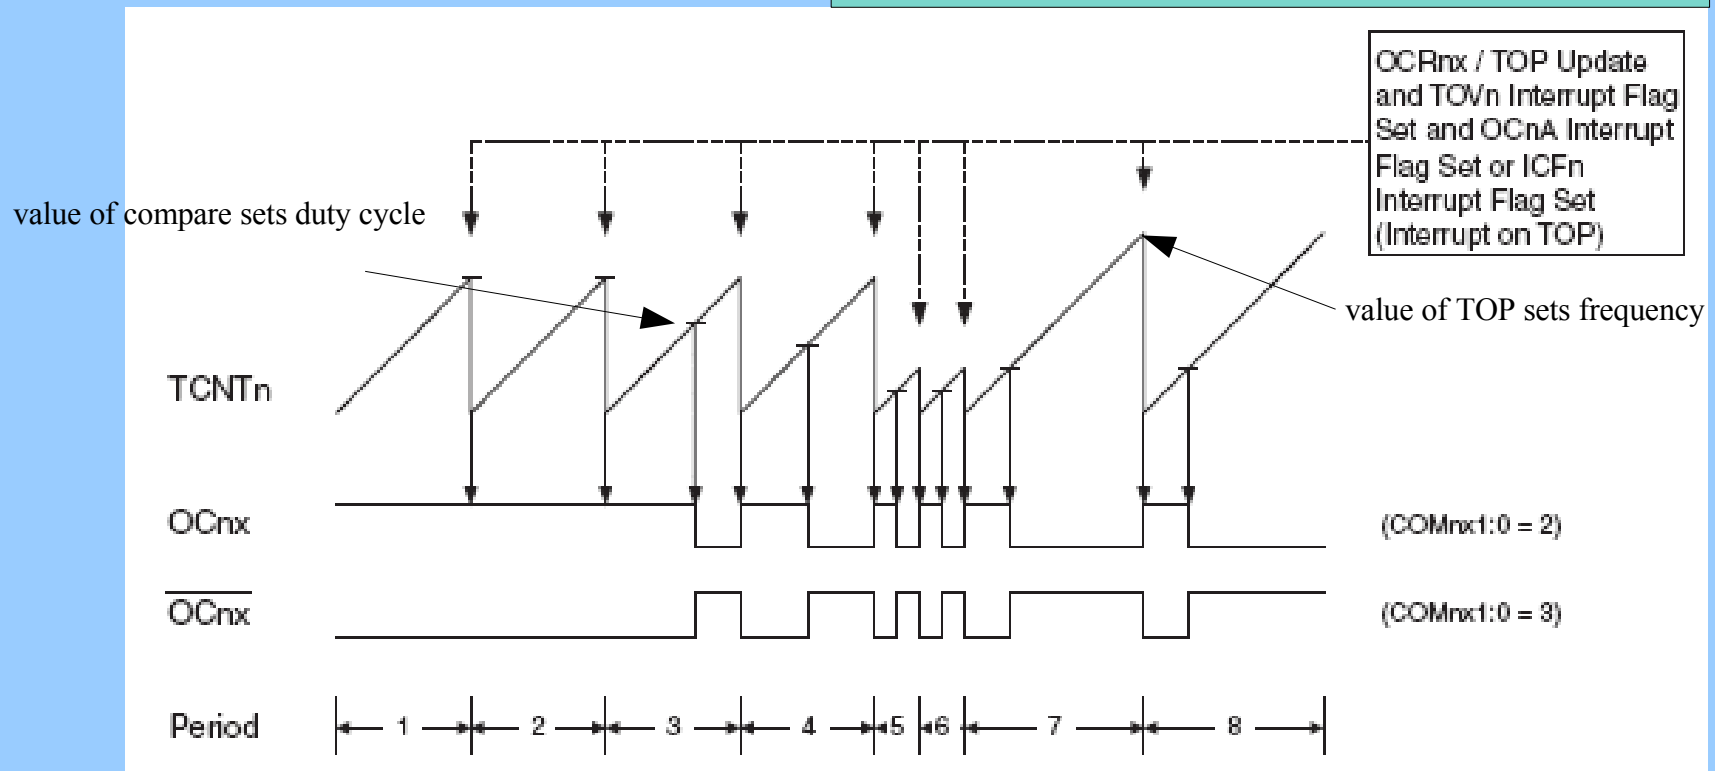 OCRnx / TOP Update
and TOVn Interrupt Flag
Set and OCnA Interrupt
Flag Set or ICFn
Interrupt Flag Set
(Interrupt on TOP)
value of compare sets duty cycle
value of TOP sets frequency
TCNTn
OCnx (COMnx1:0 = 2)
OCnx (COMnx1:0 = 3)
Period 1 2 3 4 5 6 7 8